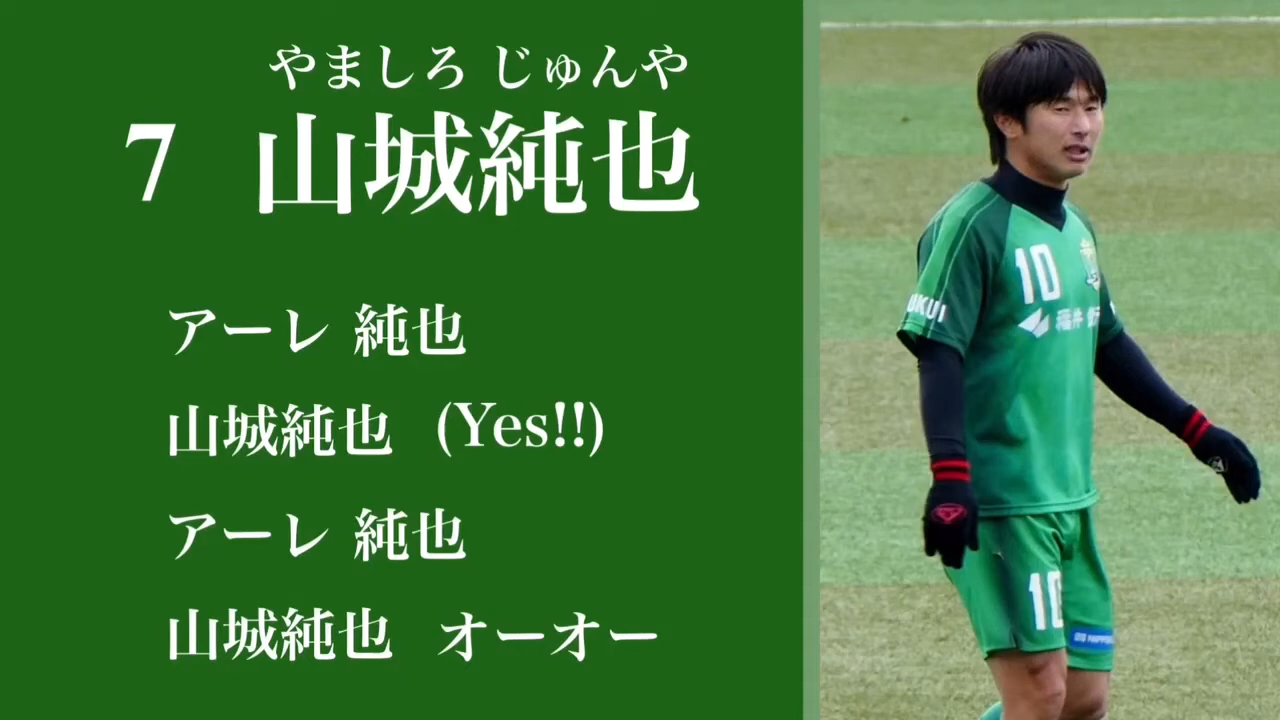 やましろ じゅんや
7 山城純也
アーレ 純也
山城純也 (Yes!!)
アーレ 純也
山城純也 オーオー
10
UKUI
福井
10